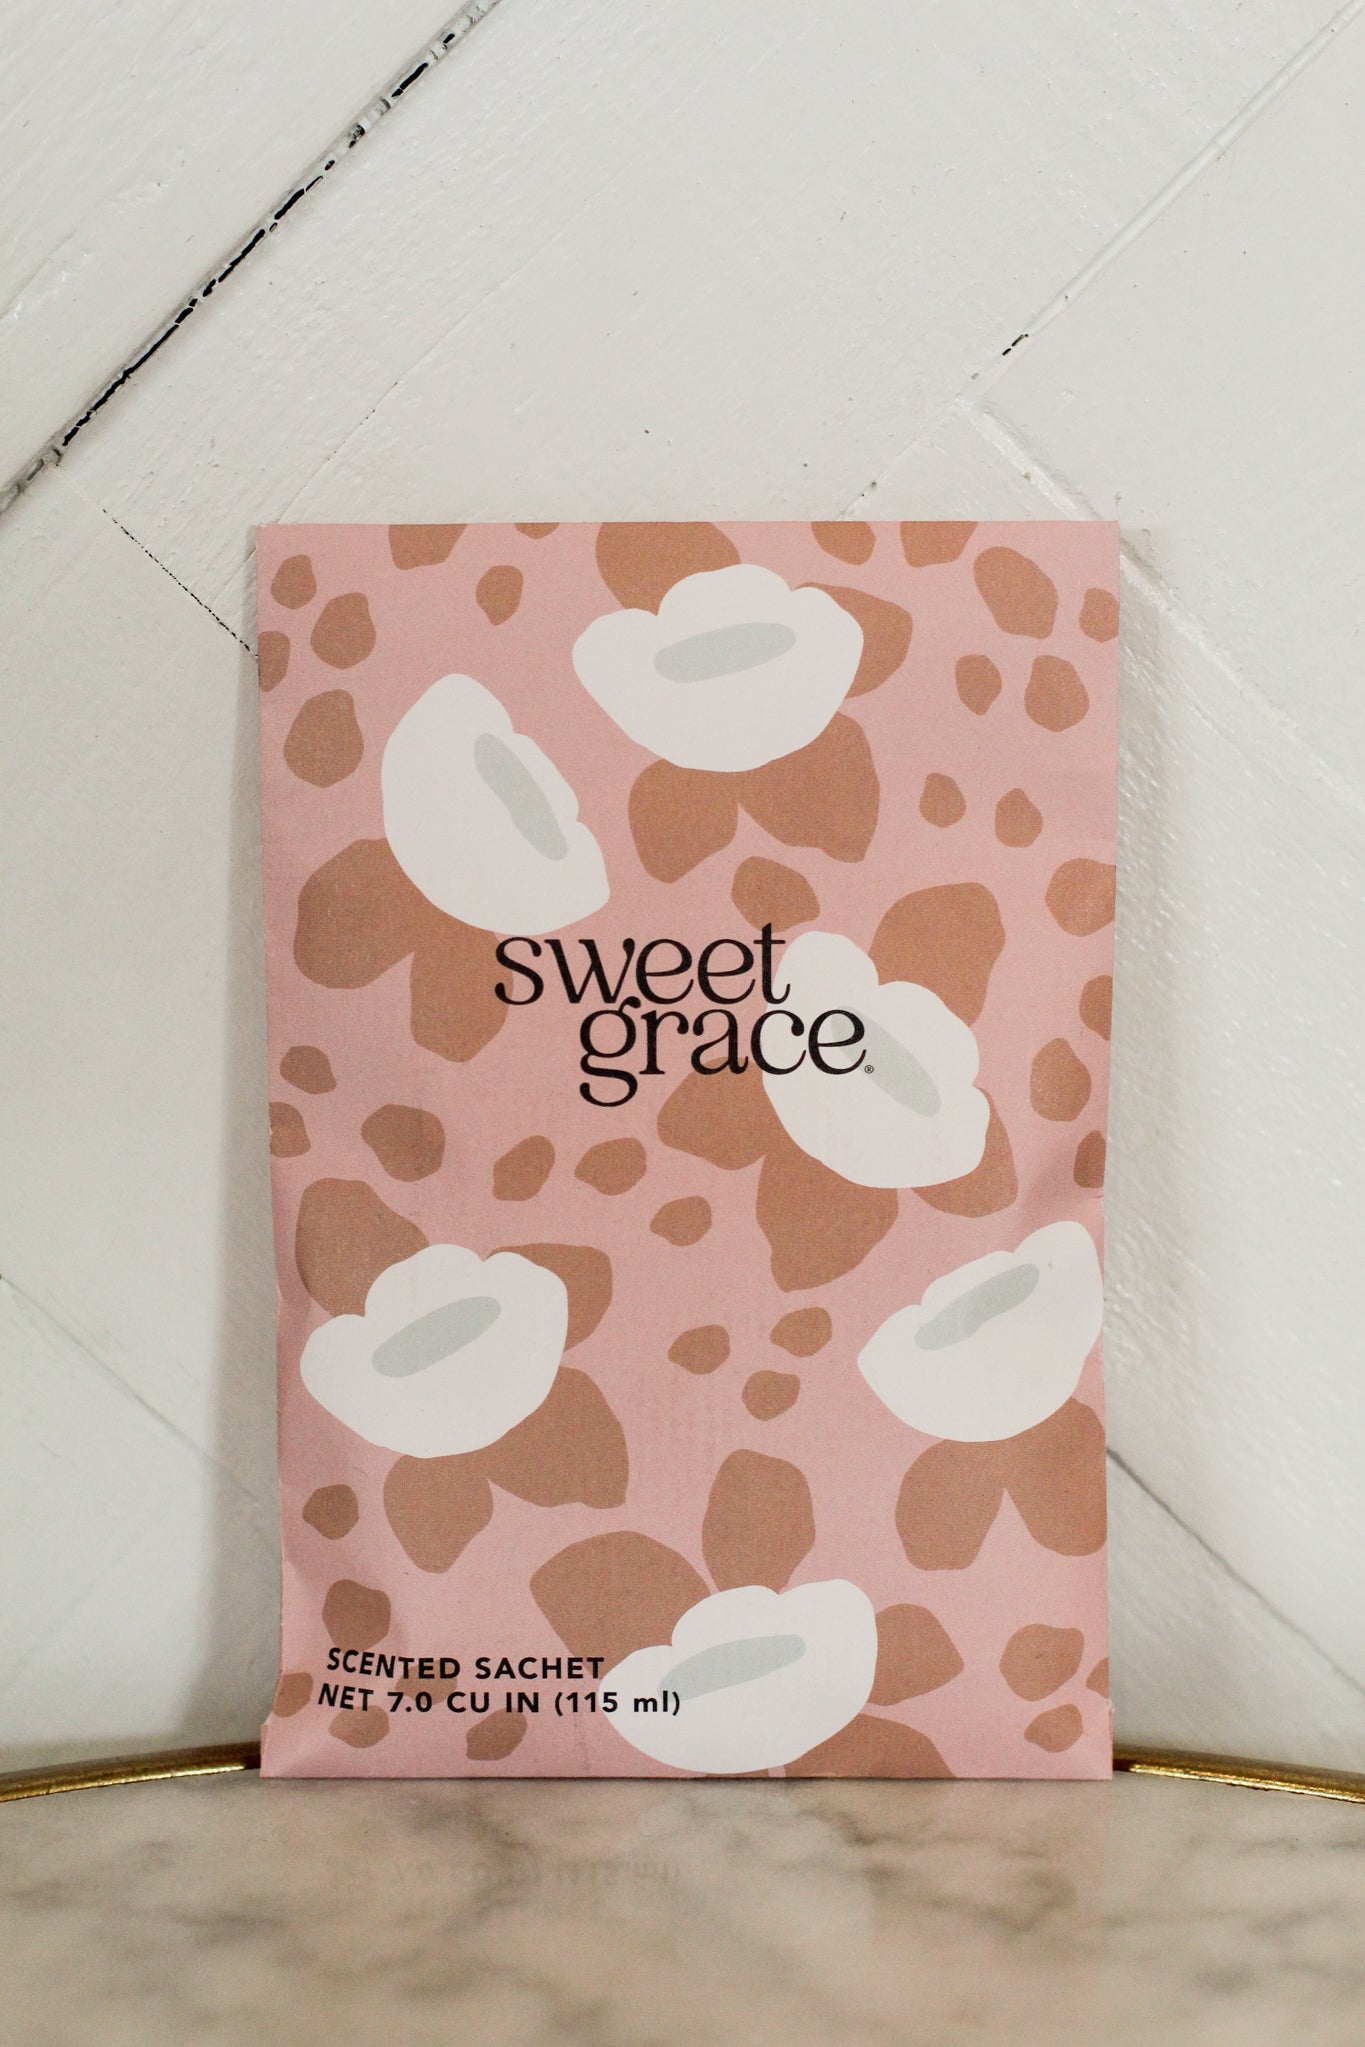 sweet
grace®
SCENTED SACHET
NET 7.0 CU IN (115 ml)